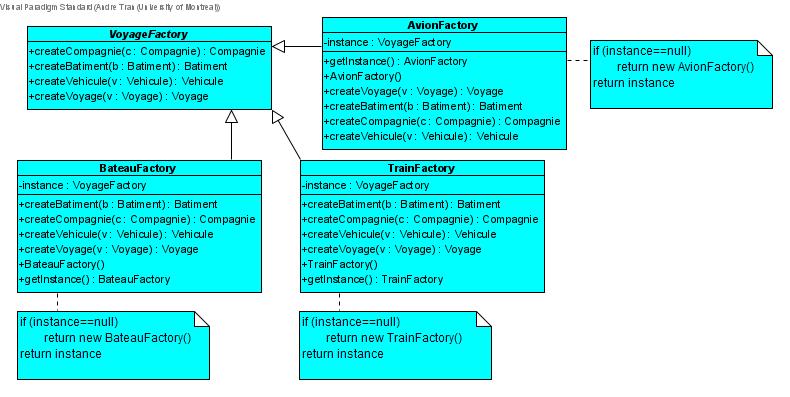 Visual Paradigm Standard(Andre Trau(University of Montreal))
VoyageFactory
+createCompagnie(c : Compagnie) : Compagnie
+createBatiment(b : Batiment) : Batiment
+createVehicule(v : Vehicule) : Vehicule
+createVoyage(v : Voyage) : Voyage
AvionFactory
-instance : VoyageFactory
+getInstance() : AvionFactory
+AvionFactory()
+createVoyage(v : Voyage) : Voyage
+createBatiment(b : Batiment) : Batiment
+createCompagnie(c : Compagnie) : Compagnie
+createVehicule(v : Vehicule) : Vehicule
if (instance==null)
return new AvionFactory()
return instance
BateauFactory
-instance : VoyageFactory
+createBatiment(b : Batiment) : Batiment
+createCompagnie(c : Compagnie) : Compagnie
+createVehicule(v : Vehicule) : Vehicule
+createVoyage(v : Voyage) : Voyage
+BateauFactory()
+getInstance() : BateauFactory
TrainFactory
-instance : VoyageFactory
+createBatiment(b : Batiment) : Batiment
+createCompagnie(c : Compagnie) : Compagnie
+createVehicule(v : Vehicule) : Vehicule
+createVoyage(v : Voyage) : Voyage
+TrainFactory()
+getInstance() : TrainFactory
if (instance==null)
return new BateauFactory()
return instance
if (instance==null)
return new TrainFactory()
return instance